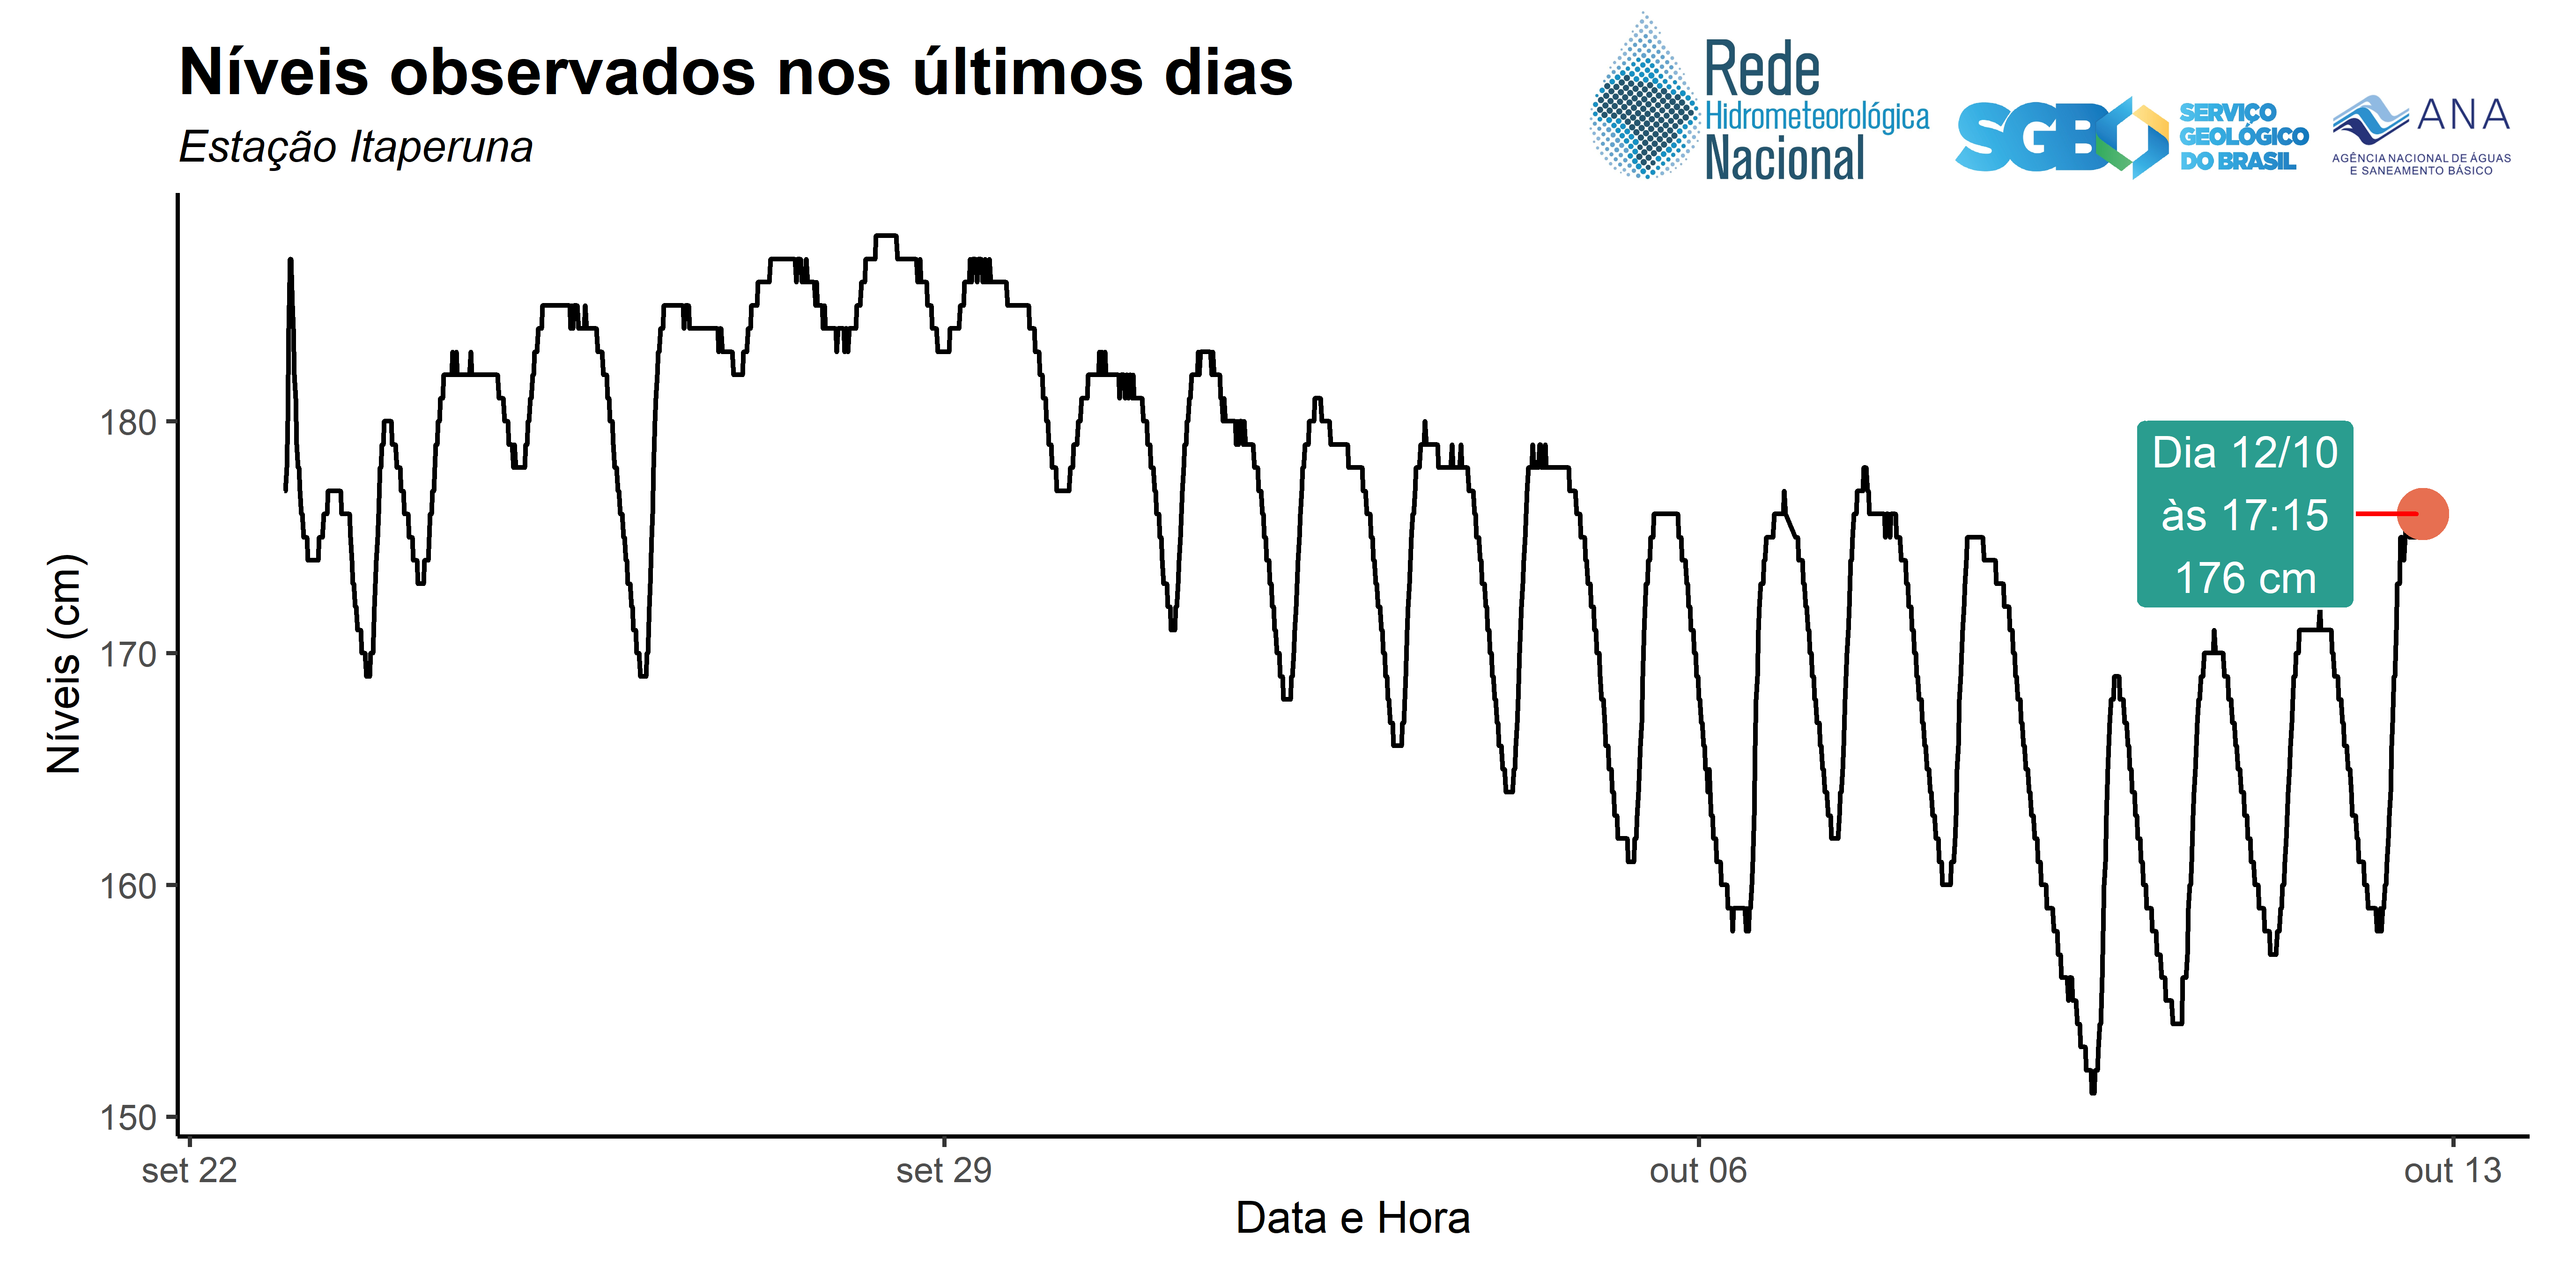 Níveis observados nos últimos dias
Estação Itaperuna
Rede
Hidrometeorológica
Nacional
SGB
SERVIÇO
GEOLÓGICO
DO BRASIL
ANA
AGÊNCIA NACIONAL DE ÁGUAS
E SANEAMENTO BÁSICO
Níveis (cm)
180
170
160
150
Dia 12/10
às 17:15
176 cm
set 22
set 29
out 06
out 13
Data e Hora